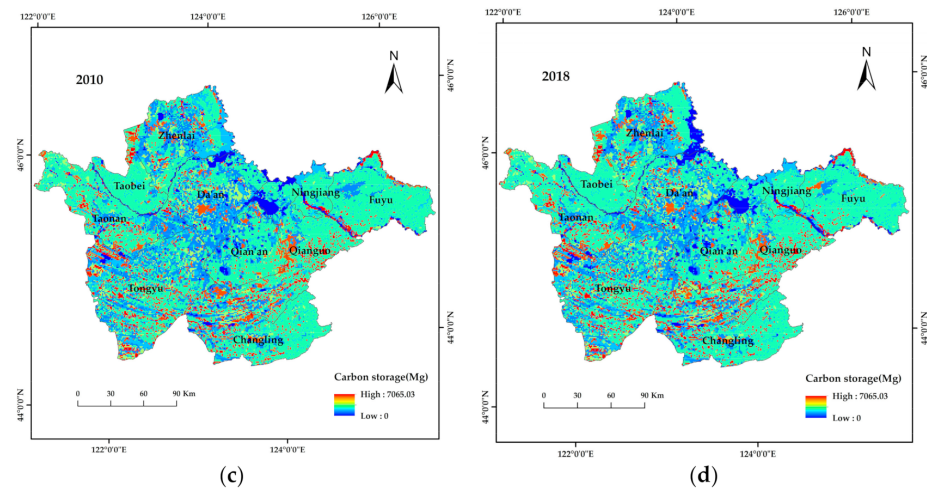 122°0'0"E 124°0'0"E 126°0'0"E
N
2010
46°0'0"N
46°0'0"N
Zhenlai
Taobei
Da'an
Ningjiang
Fuyu
Taonan
Qian'an
Qianguo
Tongyu
Changling
44°0'0"N
44°0'0"N
Carbon storage(Mg)
High : 7065.03
Low : 0
0 30 60 90 Km
122°0'0"E 124°0'0"E
(c)
122°0'0"E 124°0'0"E 126°0'0"E
N
2018
46°0'0"N
46°0'0"N
Zhenlai
Taobei
Da'an
Ningjiang
Fuyu
Taonan
Qian'an
Qianguo
Tongyu
Changling
44°0'0"N
44°0'0"N
Carbon storage(Mg)
High : 7065.03
Low : 0
0 30 60 90 Km
122°0'0"E 124°0'0"E
(d)